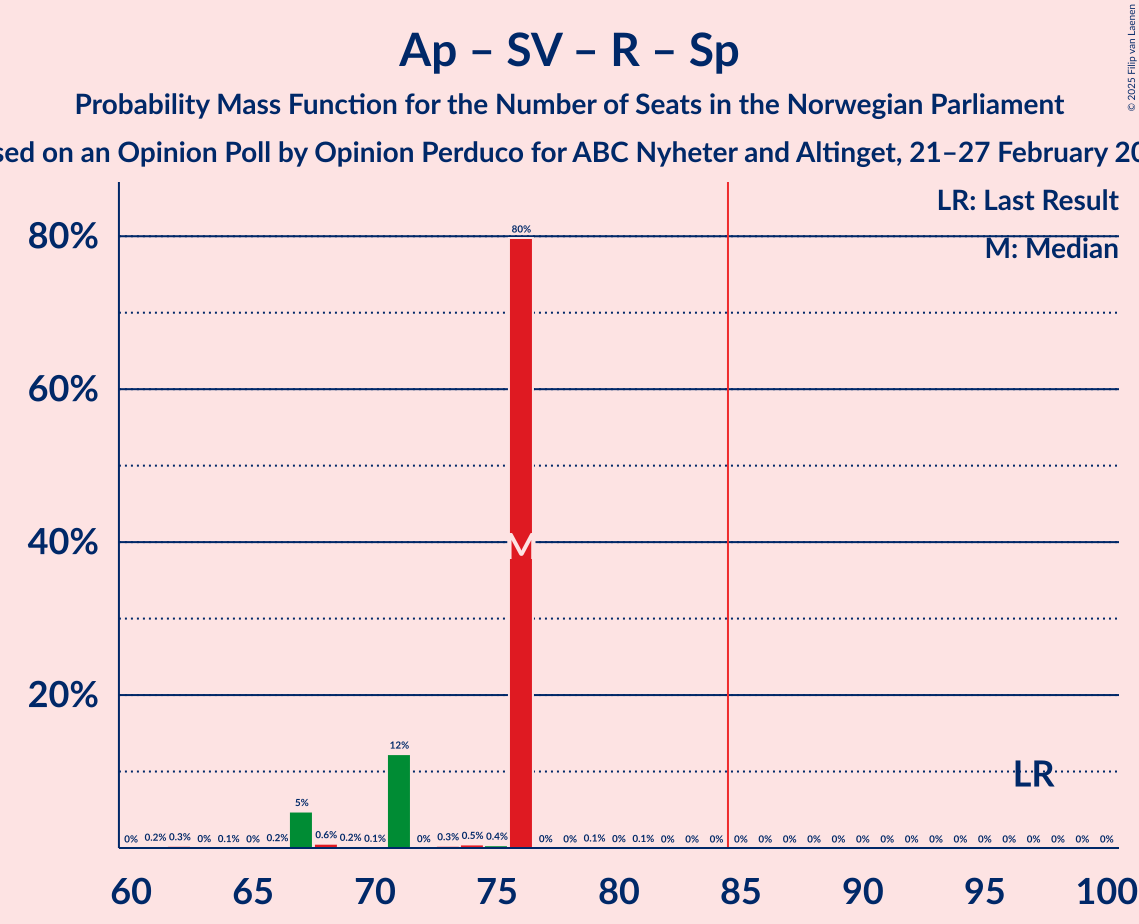 Ap – SV – R – Sp
Probability Mass Function for the Number of Seats in the Norwegian Parliament
on an Opinion Poll by Opinion Perduco for ABC Nyheter and Altinget, 21–27 February
© 2025 Filip van Laenen
LR: Last Result
M: Median
80%
60%
40%
20%
0% 0.2% 0.3% 0% 0.1% 0% 0.2% 5% 0.6% 0.2% 0.1% 12% 0% 0.3% 0.5% 0.4% 80% 0% 0% 0.1% 0% 0.1% 0% 0% 0% 0% 0% 0% 0% 0% 0% 0% 0% 0% 0% 0% 0% 0% 0% 0% 0%
M
LR
60 65 70 75 80 85 90 95 100